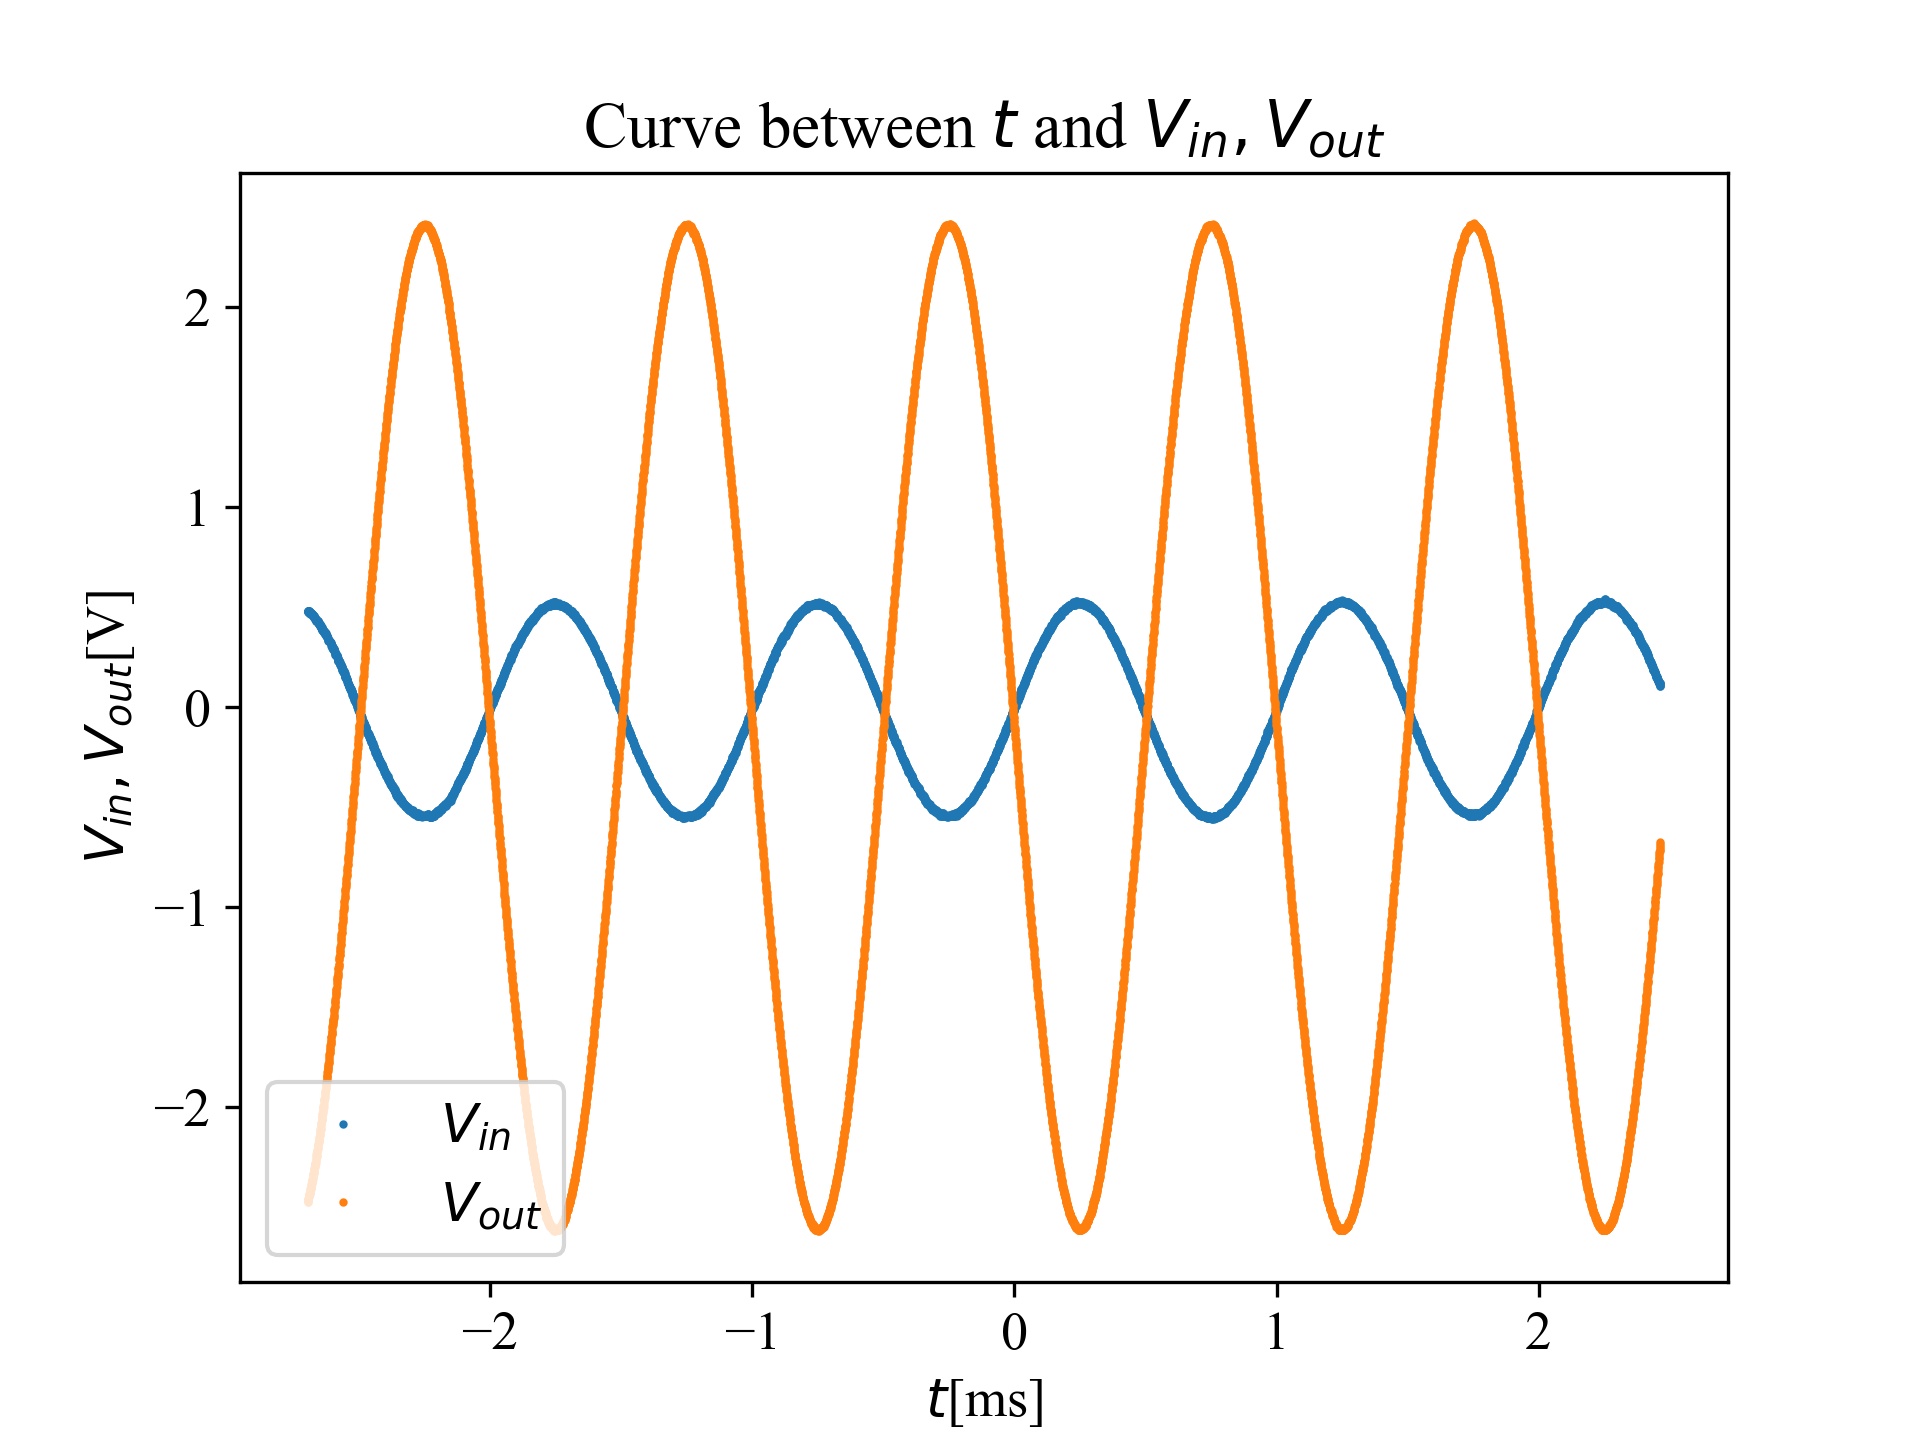 Curve between t and V_in, V_out
V_in, V_out[V]
2
1
0
−1
−2
V_in
V_out
−2 −1 0 1 2
t[ms]